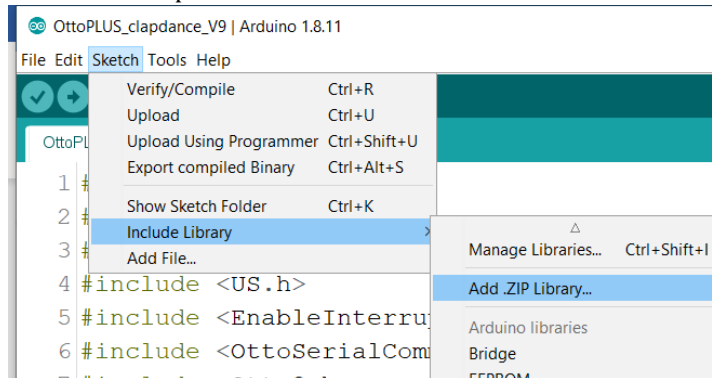 OttoPLUS_clapdance_V9 | Arduino 1.8.11
File Edit Sketch Tools Help
Verify/Compile Ctrl+R
Upload Ctrl+U
Upload Using Programmer Ctrl+Shift+U
Export compiled Binary Ctrl+Alt+S
Show Sketch Folder Ctrl+K
Include Library
Add File...
Manage Libraries... Ctrl+Shift+I
Add .ZIP Library...
Arduino libraries
Bridge
OttoPL
1 #
2 #
3 #
4 #include <US.h>
5 #include <EnableInterru
6 #include <OttoSerialCom